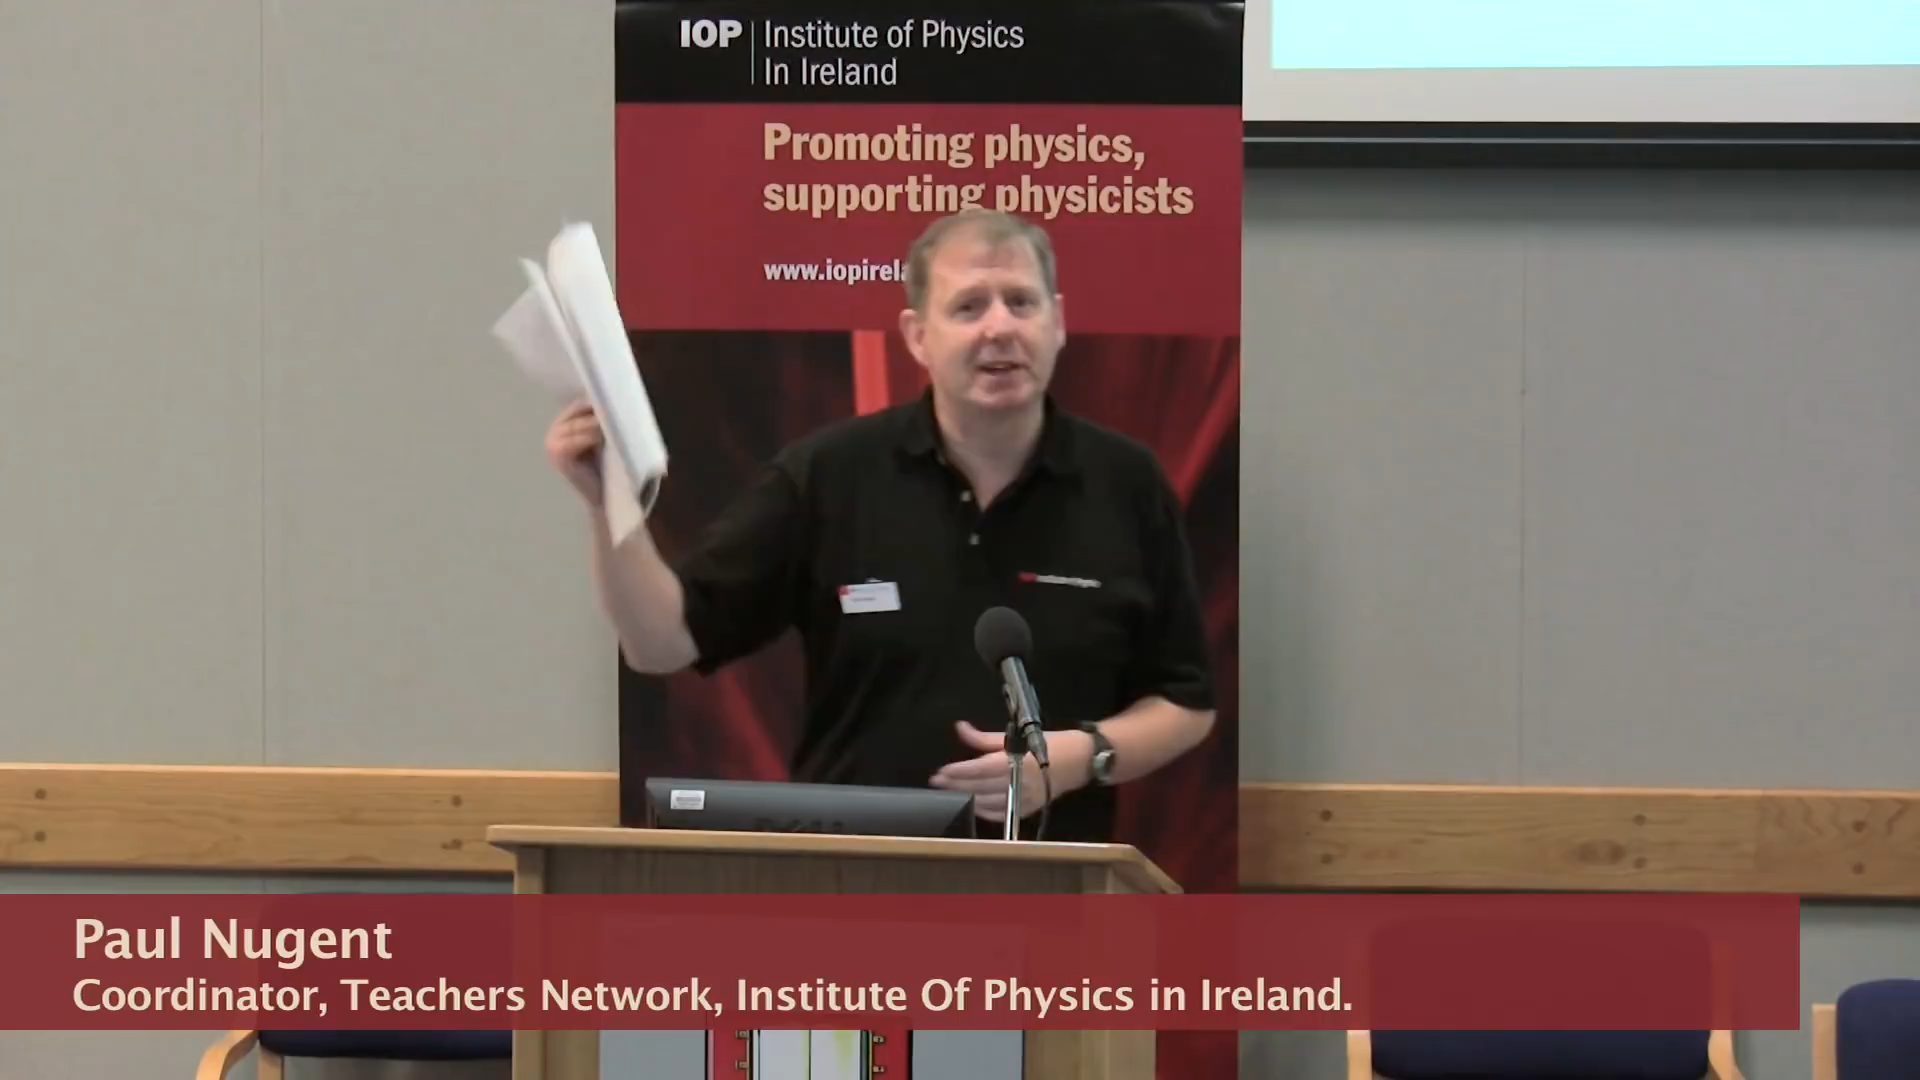 IOP Institute of Physics
In Ireland
Promoting physics,
supporting physicists
www.iopirela
Paul Nugent
Coordinator, Teachers Network, Institute Of Physics in Ireland.